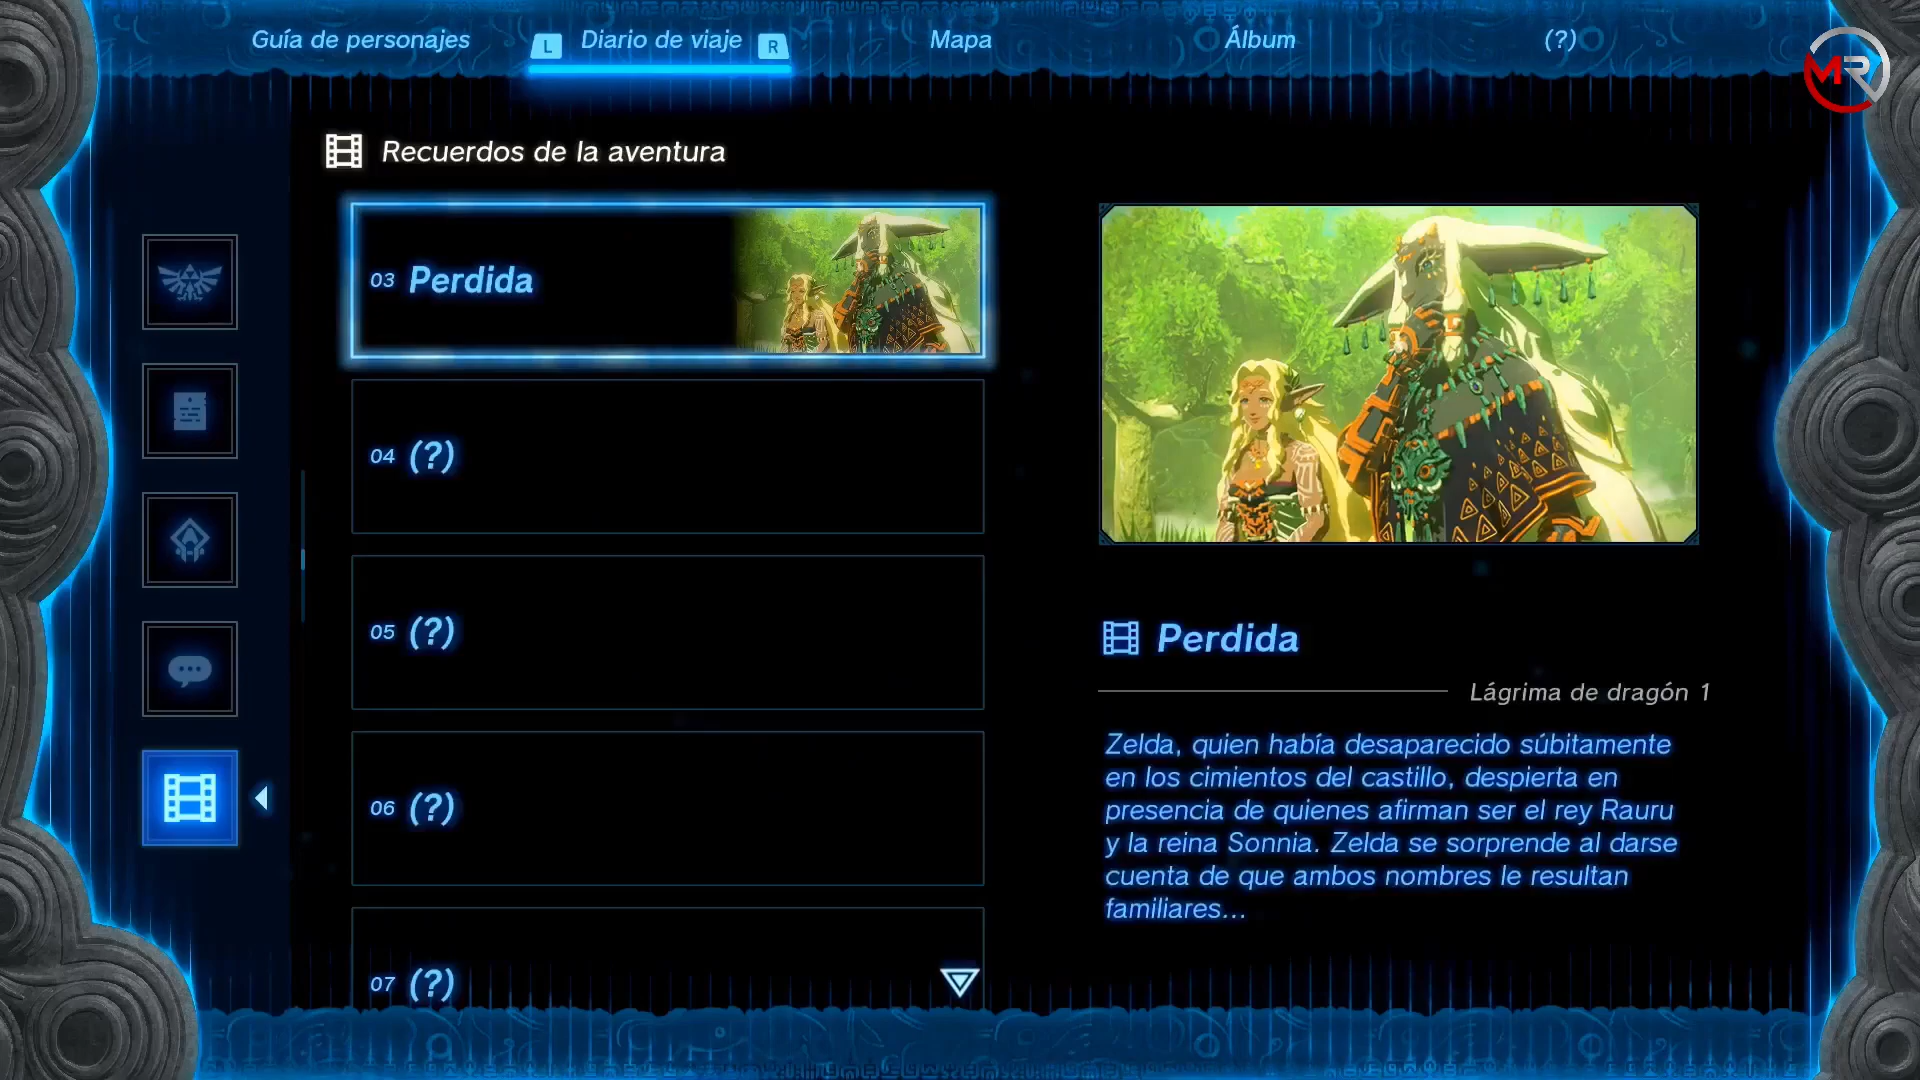 Guía de personajes
L Diario de viaje R
Mapa
Álbum
(?)
MR
Recuerdos de la aventura
03 Perdida
04 (?)
05 (?)
06 (?)
07 (?)
Perdida
Lágrima de dragón 1
Zelda, quien había desaparecido súbitamente
en los cimientos del castillo, despierta en
presencia de quienes afirman ser el rey Rauru
y la reina Sonnia. Zelda se sorprende al darse
cuenta de que ambos nombres le resultan
familiares...